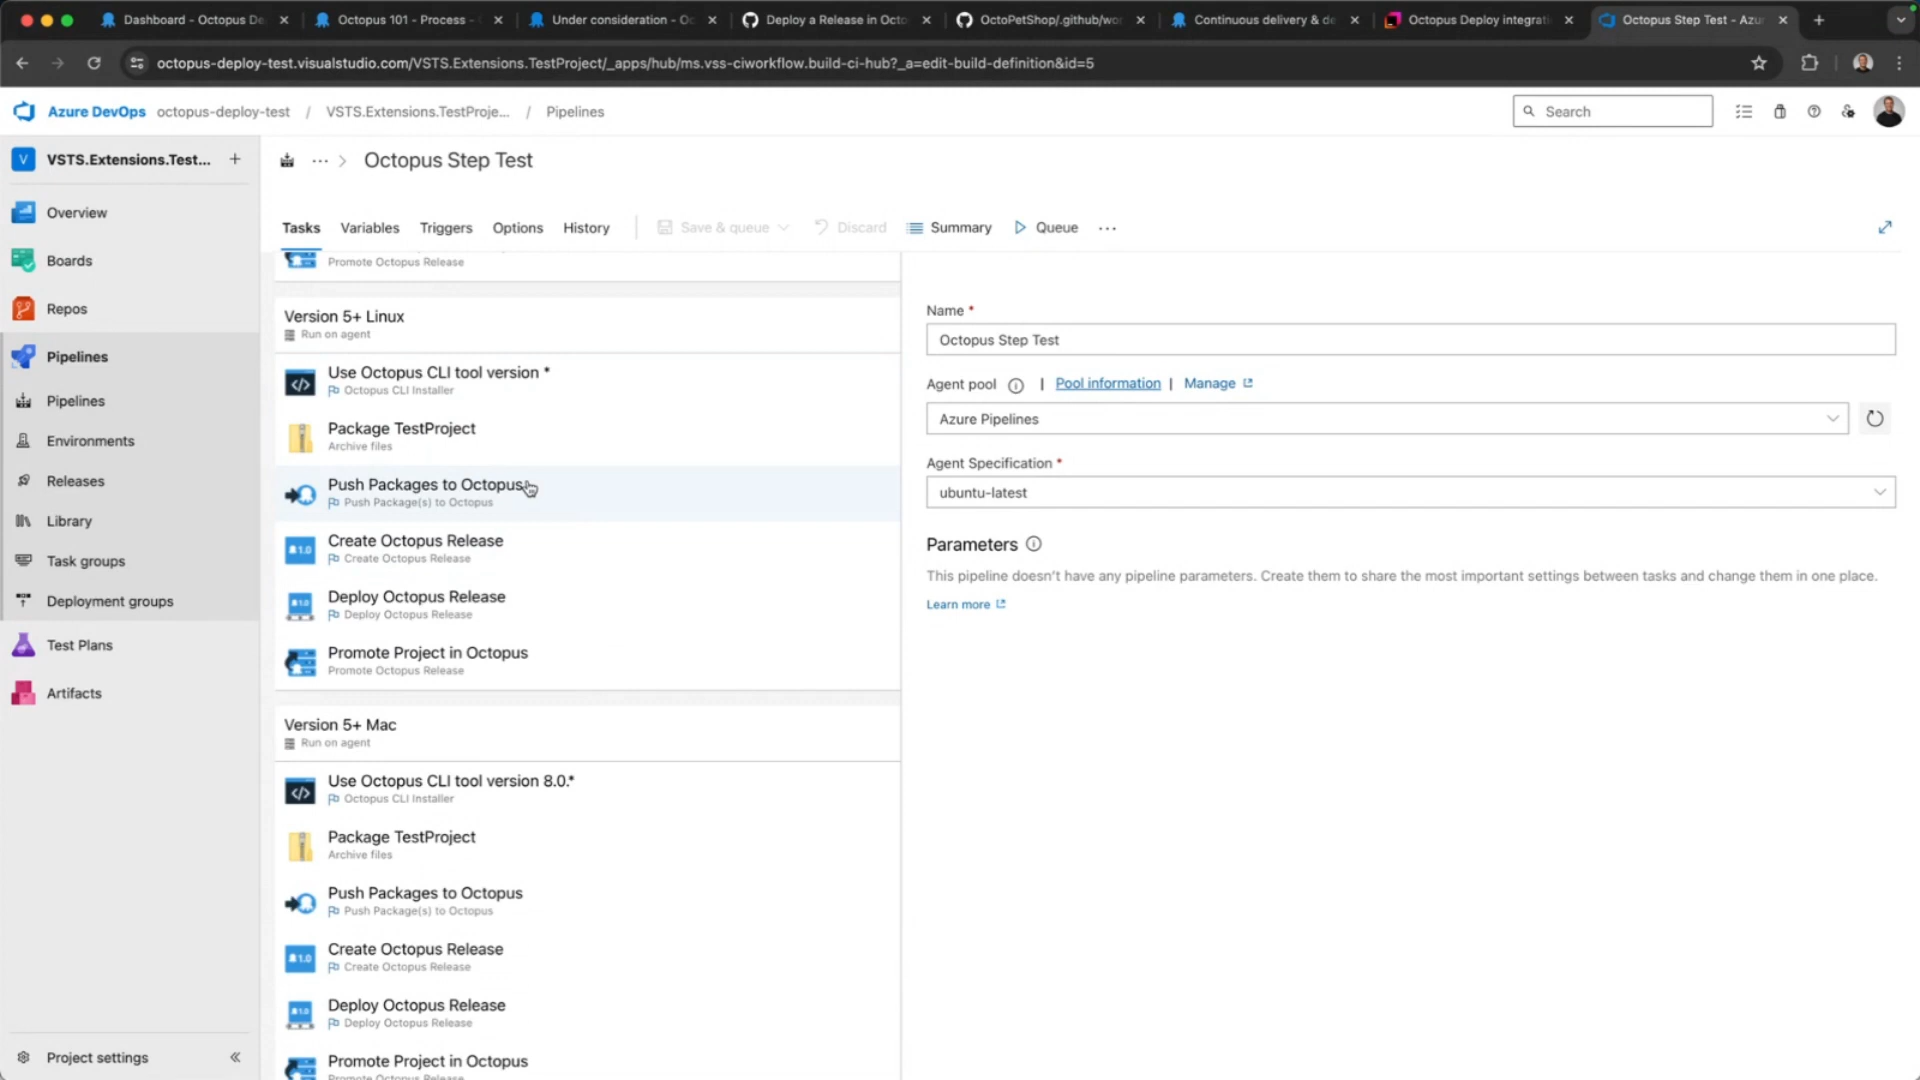 Dashboard - Octopus De
Octopus 101 - Process -
Under consideration - Oc
Deploy a Release in Octo
OctoPetShop/.github/wor
Continuous delivery & de
Octopus Deploy integrati
Octopus Step Test - Azur
octopus-deploy-test.visualstudio.com/VSTS.Extensions.TestProject/_apps/hub/ms.vss-ciworkflow.build-ci-hub?_a=edit-build-definition&id=5
Azure DevOps octopus-deploy-test / VSTS.Extensions.TestProje... / Pipelines
Search
V VSTS.Extensions.Test... +
Overview
Boards
Repos
Pipelines
Pipelines
Environments
Releases
Library
Task groups
Deployment groups
Test Plans
Artifacts
Project settings
... > Octopus Step Test
Tasks Variables Triggers Options History Save & queue Discard Summary Queue ...
Promote Octopus Release
Version 5+ Linux
Run on agent
Use Octopus CLI tool version *
Octopus CLI Installer
Package TestProject
Archive files
Push Packages to Octopus
Push Package(s) to Octopus
1.0
Create Octopus Release
Create Octopus Release
1.0
Deploy Octopus Release
Deploy Octopus Release
Promote Project in Octopus
Promote Octopus Release
Version 5+ Mac
Run on agent
Use Octopus CLI tool version 8.0.*
Octopus CLI Installer
Package TestProject
Archive files
Push Packages to Octopus
Push Package(s) to Octopus
1.0
Create Octopus Release
Create Octopus Release
1.0
Deploy Octopus Release
Deploy Octopus Release
Promote Project in Octopus
Promote Octopus Release
Name *
Octopus Step Test
Agent pool | Pool information | Manage
Azure Pipelines
Agent Specification *
ubuntu-latest
Parameters
This pipeline doesn't have any pipeline parameters. Create them to share the most important settings between tasks and change them in one place.
Learn more